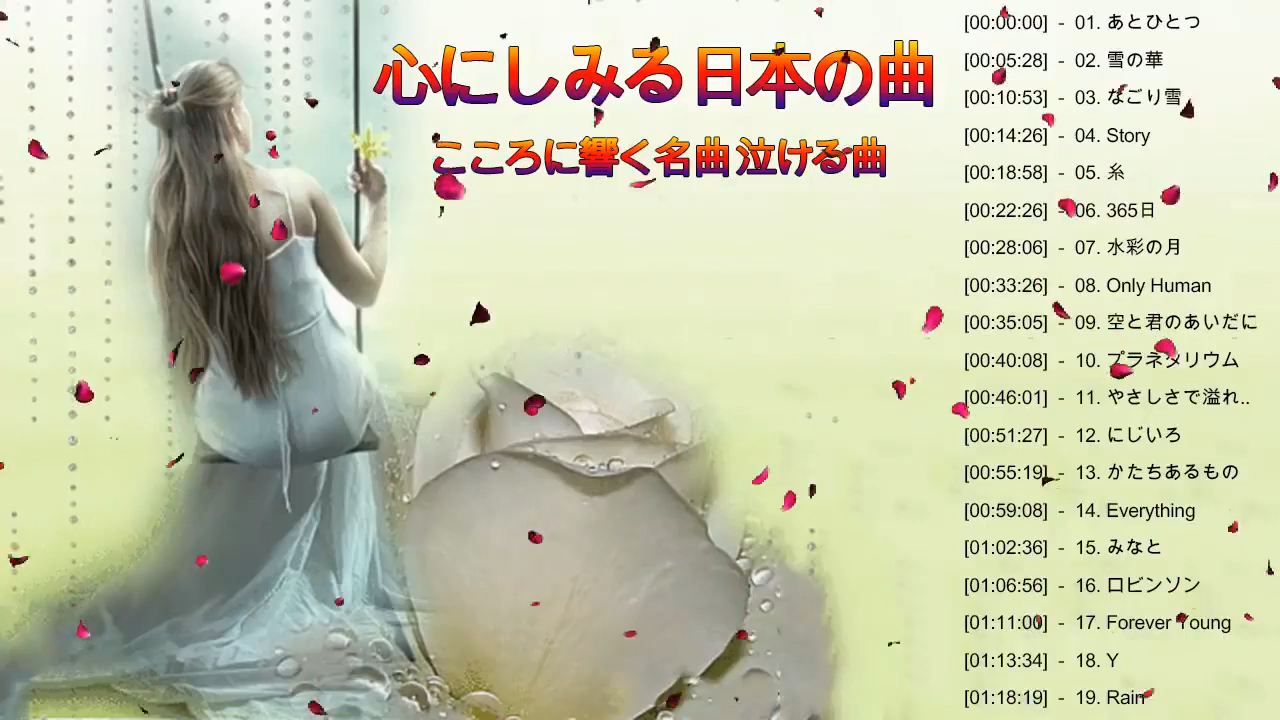 心にしみる日本の曲
こころに響く名曲 泣ける曲
[00:00:00] - 01. あとひとつ
[00:05:28] - 02. 雪の華
[00:10:53] - 03. なごり雪
[00:14:26] - 04. Story
[00:18:58] - 05. 糸
[00:22:26] - 06. 365日
[00:28:06] - 07. 水彩の月
[00:33:26] - 08. Only Human
[00:35:05] - 09. 空と君のあいだに
[00:40:08] - 10. プラネタリウム
[00:46:01] - 11. やさしさで溢れ..
[00:51:27] - 12. にじいろ
[00:55:19] - 13. かたちあるもの
[00:59:08] - 14. Everything
[01:02:36] - 15. みなと
[01:06:56] - 16. ロビンソン
[01:11:00] - 17. Forever Young
[01:13:34] - 18. Y
[01:18:19] - 19. Rain